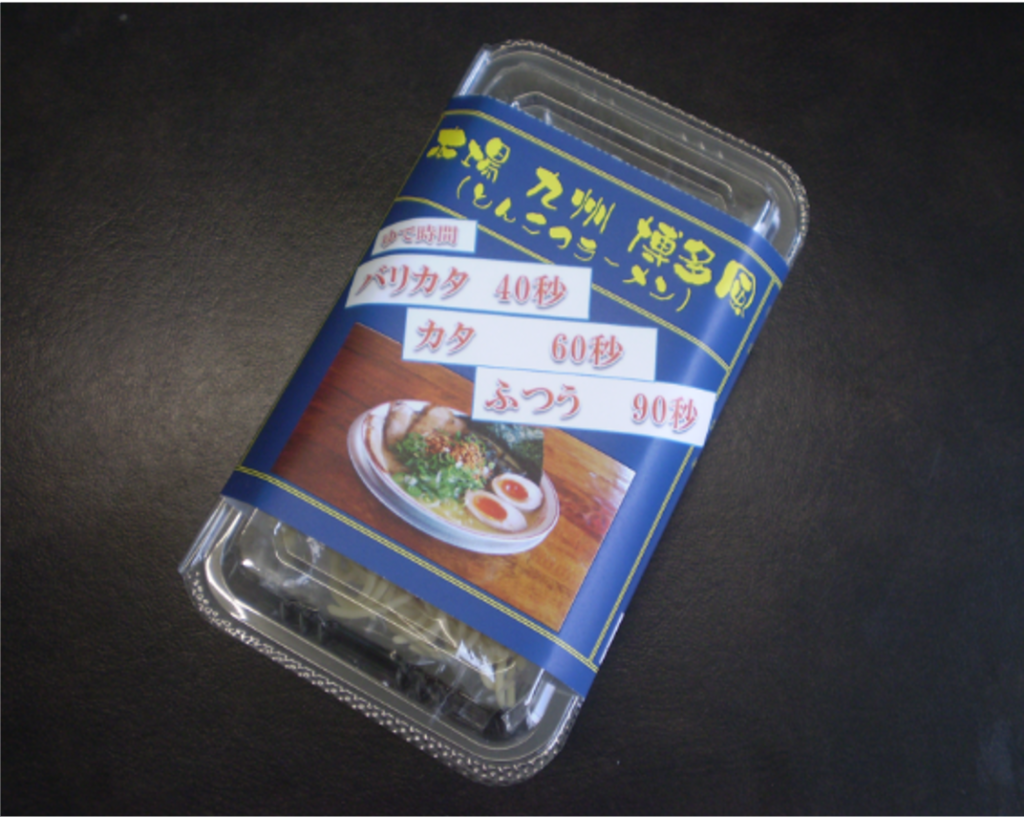 本場 九州 博多風
(とんこつラーメン)
ゆで時間
バリカタ 40秒
カタ 60秒
ふつう 90秒